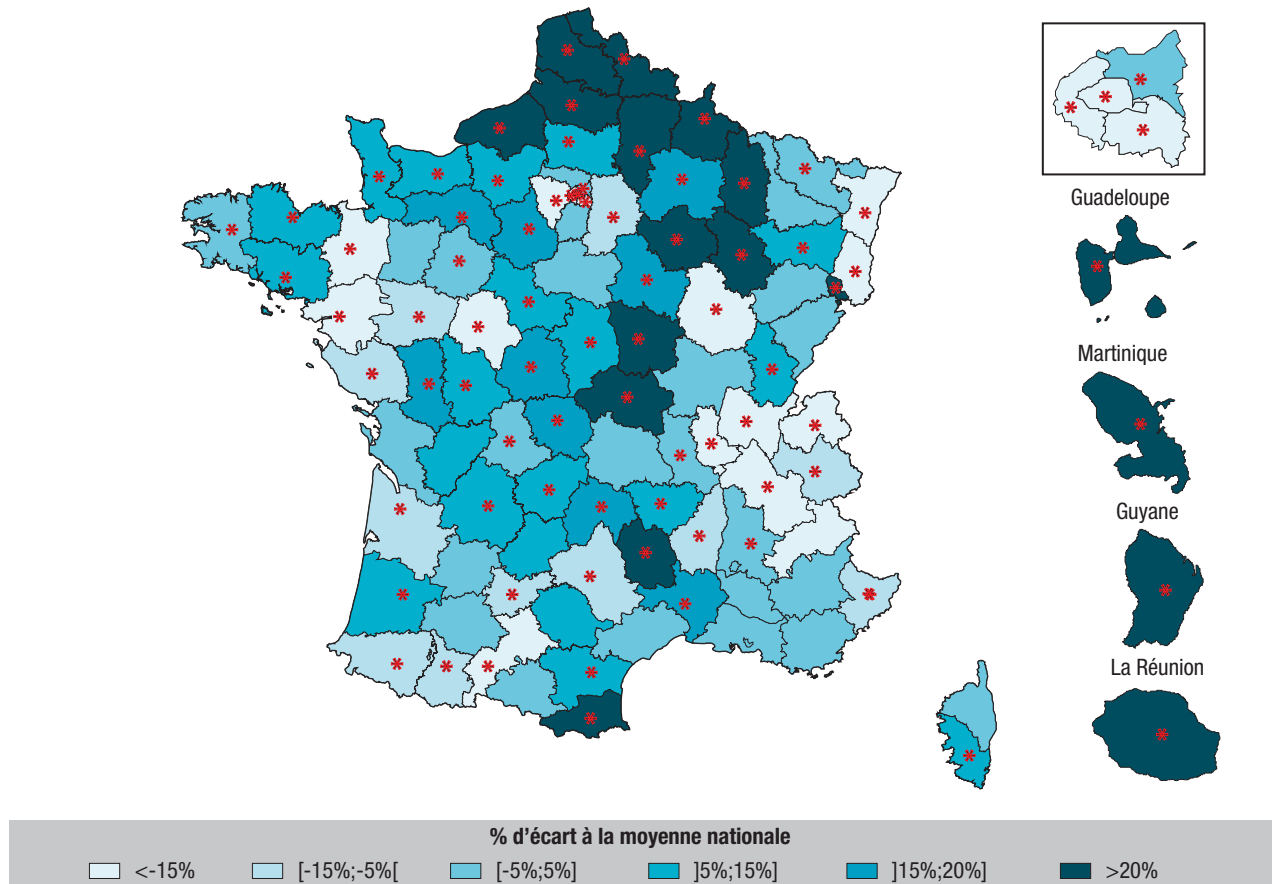 Guadeloupe
Martinique
Guyane
La Réunion
% d'écart à la moyenne nationale
<-15% [-15%;-5%[ [-5%;5%] ]5%;15%] ]15%;20%] >20%